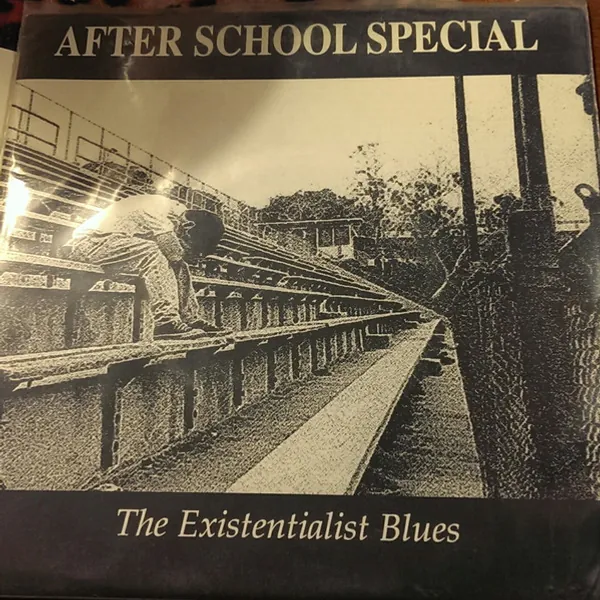 AFTER SCHOOL SPECIAL
The Existentialist Blues